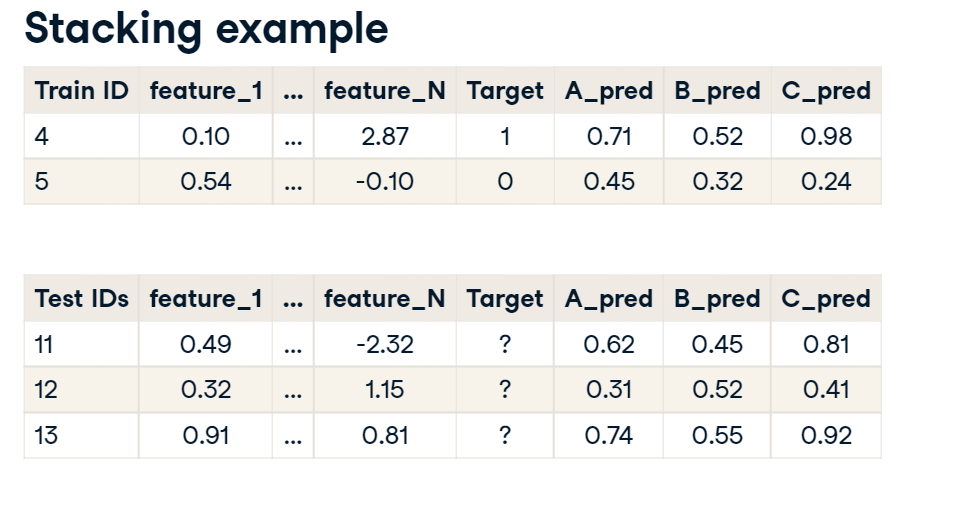 Stacking example
Train ID feature_1 ... feature_N Target A_pred B_pred C_pred
4 0.10 ... 2.87 1 0.71 0.52 0.98
5 0.54 ... -0.10 0 0.45 0.32 0.24
Test IDs feature_1 ... feature_N Target A_pred B_pred C_pred
11 0.49 ... -2.32 ? 0.62 0.45 0.81
12 0.32 ... 1.15 ? 0.31 0.52 0.41
13 0.91 ... 0.81 ? 0.74 0.55 0.92